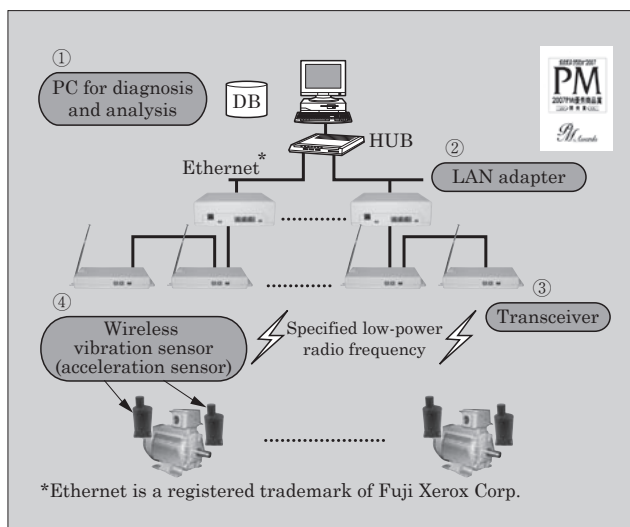 ①
PC for diagnosis
and analysis
DB
HUB
PM
Ethernet*
②
LAN adapter
④
Wireless
vibration sensor
(acceleration sensor)
Specified low-power
radio frequency
③
Transceiver
*Ethernet is a registered trademark of Fuji Xerox Corp.